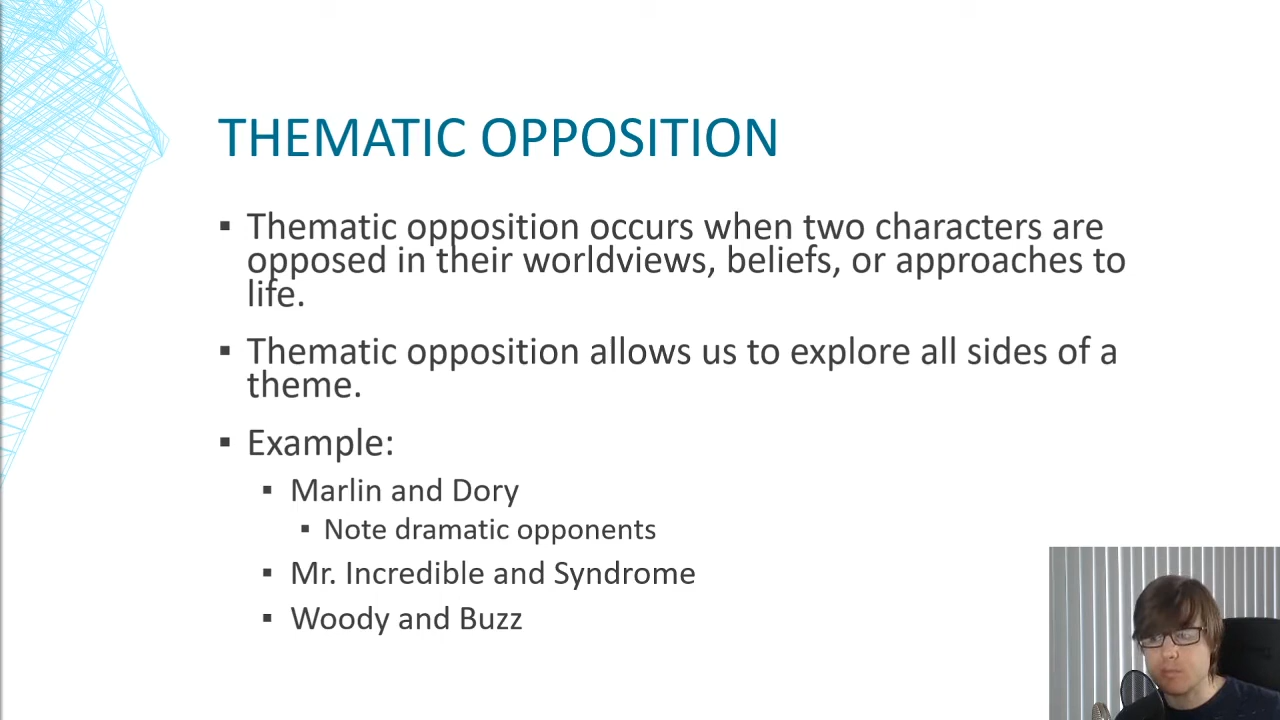 THEMATIC OPPOSITION
▪ Thematic opposition occurs when two characters are
opposed in their worldviews, beliefs, or approaches to
life.
▪ Thematic opposition allows us to explore all sides of a
theme.
▪ Example:
▪ Marlin and Dory
▪ Note dramatic opponents
▪ Mr. Incredible and Syndrome
▪ Woody and Buzz